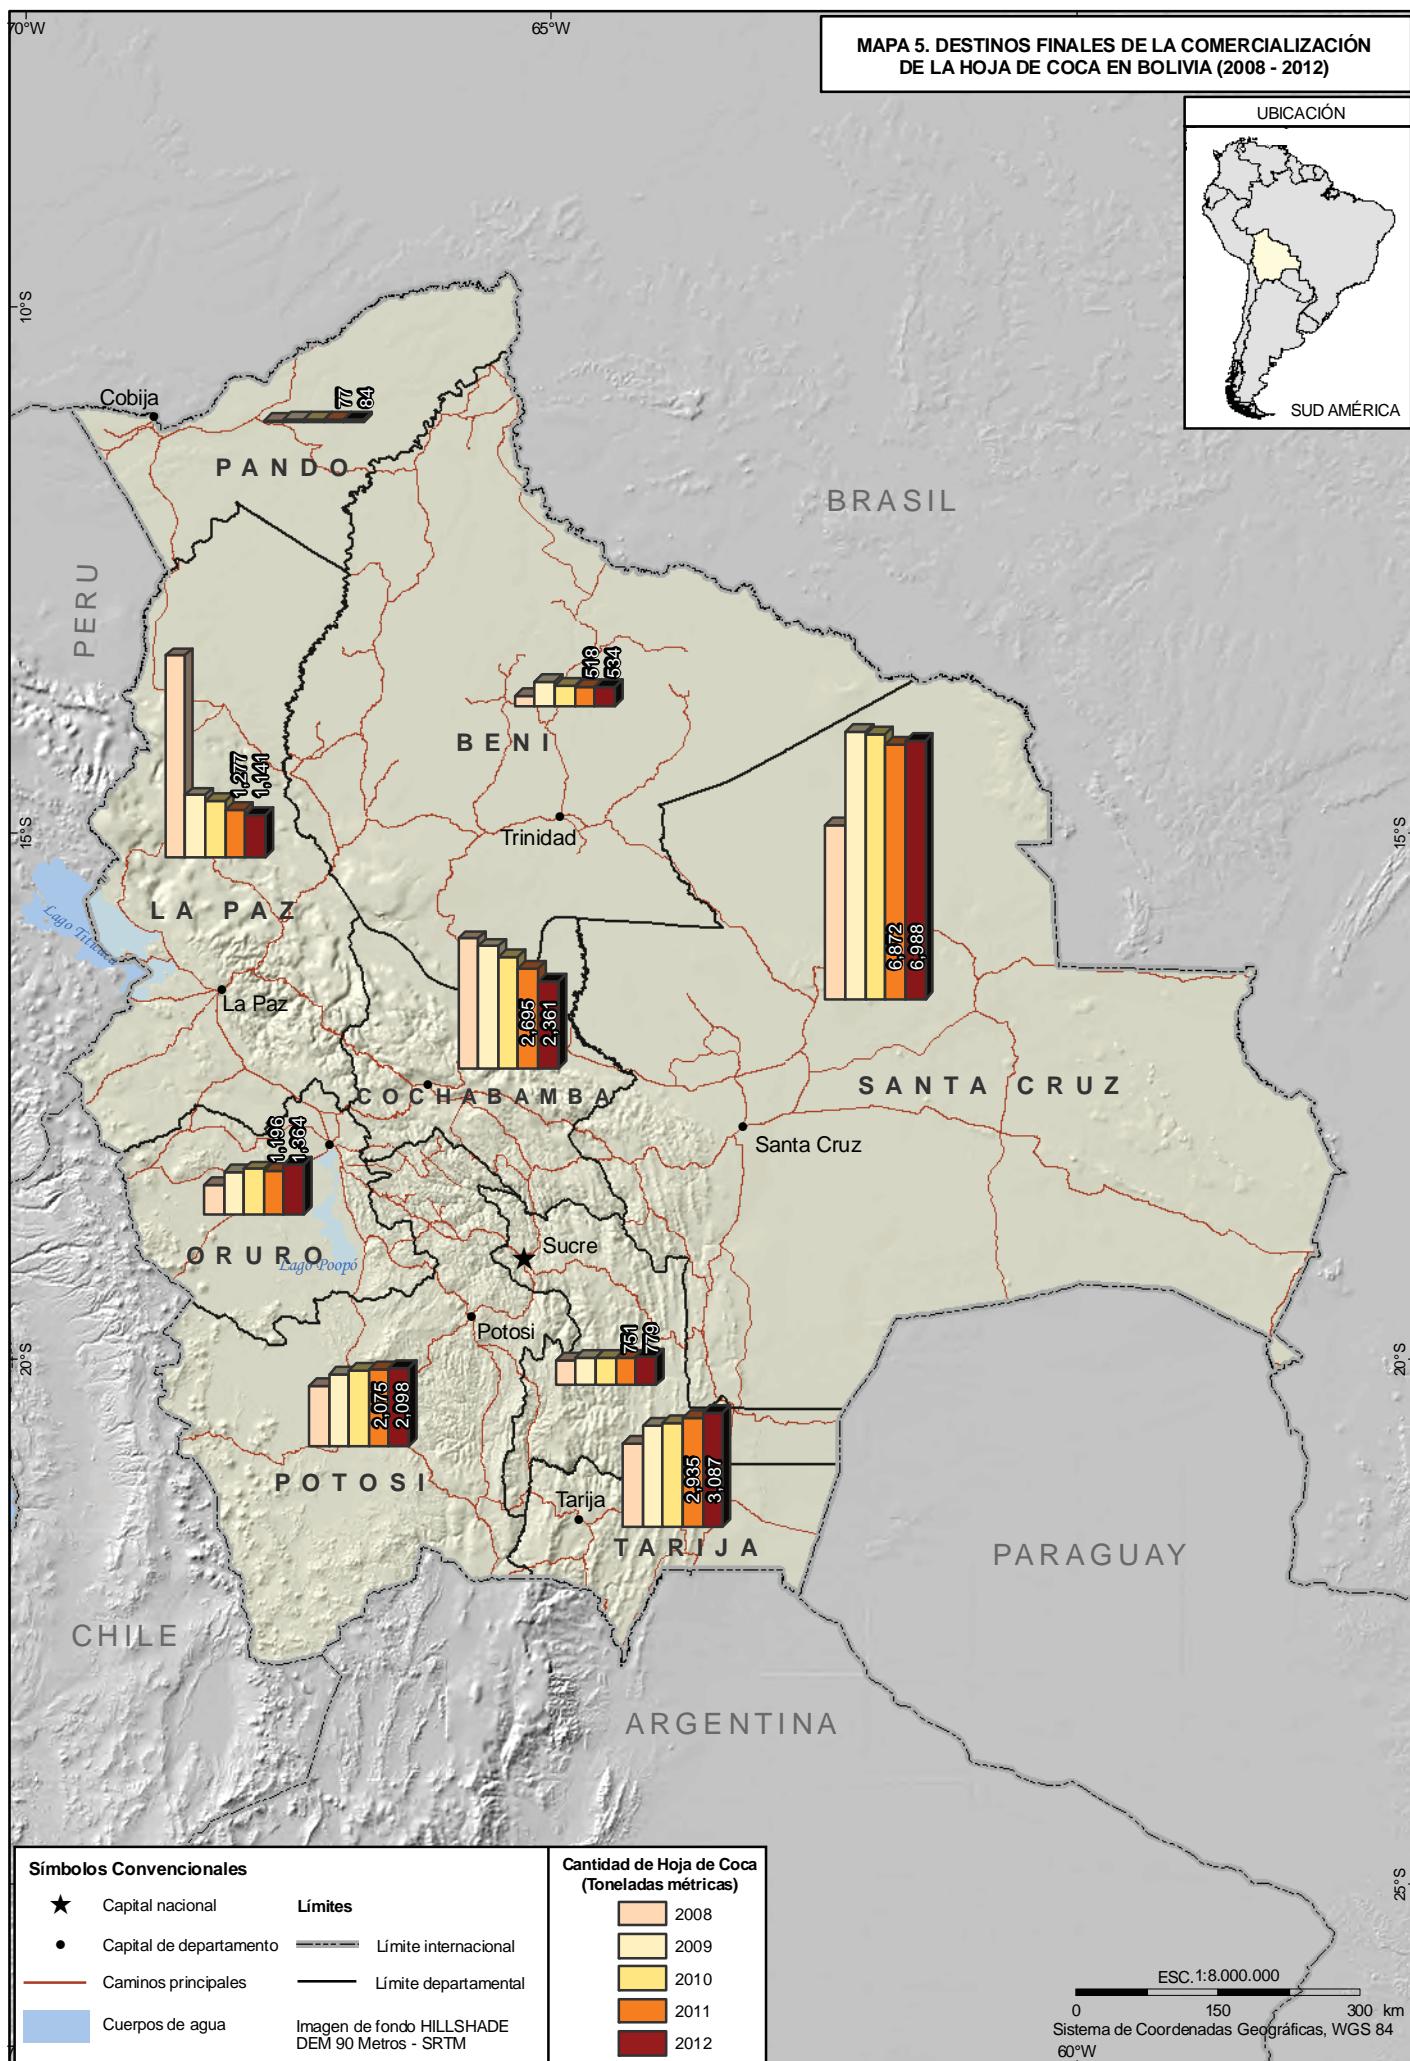 70°W
65°W
MAPA 5. DESTINOS FINALES DE LA COMERCIALIZACIÓN
DE LA HOJA DE COCA EN BOLIVIA (2008 - 2012)
UBICACIÓN
SUD AMÉRICA
10°S
Cobija
77
84
PANDO
BRASIL
PERU
518
534
BENI
1,277
1,141
Trinidad
15°S
15°S
LA PAZ
Lago Titicaca
6,872
6,988
La Paz
2,695
2,361
COCHABAMBA
SANTA CRUZ
Santa Cruz
1,196
1,364
ORURO
Lago Poopó
Sucre
Potosi
751
779
20°S
20°S
2,075
2,098
POTOSI
2,935
3,087
Tarija
TARIJA
PARAGUAY
CHILE
ARGENTINA
25°S
Símbolos Convencionales
Capital nacional
Capital de departamento
Caminos principales
Cuerpos de agua
Límites
Límite internacional
Límite departamental
Imagen de fondo HILLSHADE
DEM 90 Metros - SRTM
Cantidad de Hoja de Coca
(Toneladas métricas)
2008
2009
2010
2011
2012
ESC. 1:8.000.000
0 150 300 km
Sistema de Coordenadas Geográficas, WGS 84
60°W